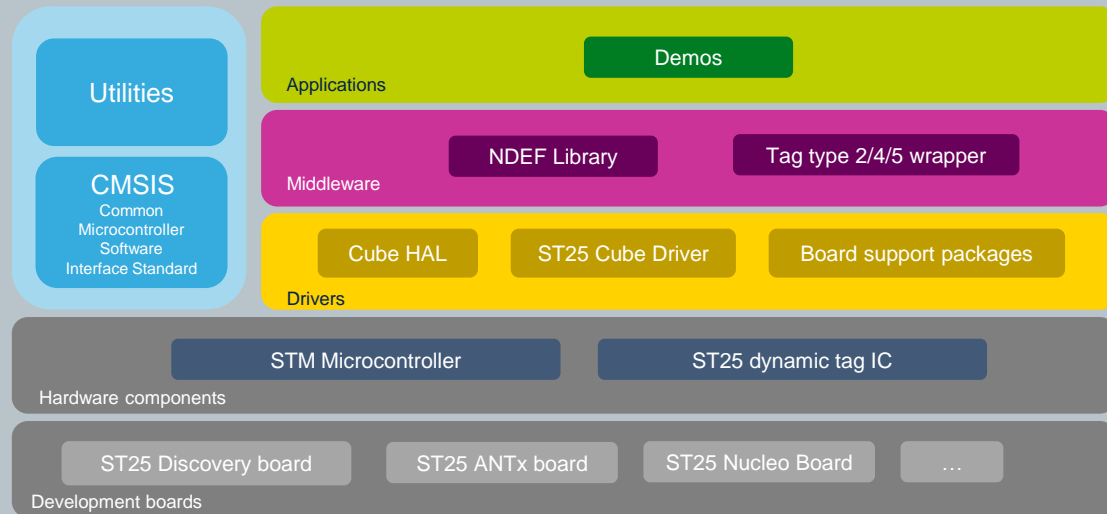 Utilities
CMSIS
Common
Microcontroller
Software
Interface Standard
Demos
Applications
NDEF Library
Tag type 2/4/5 wrapper
Middleware
Cube HAL
ST25 Cube Driver
Board support packages
Drivers
STM Microcontroller
ST25 dynamic tag IC
Hardware components
ST25 Discovery board
ST25 ANTx board
ST25 Nucleo Board
...
Development boards